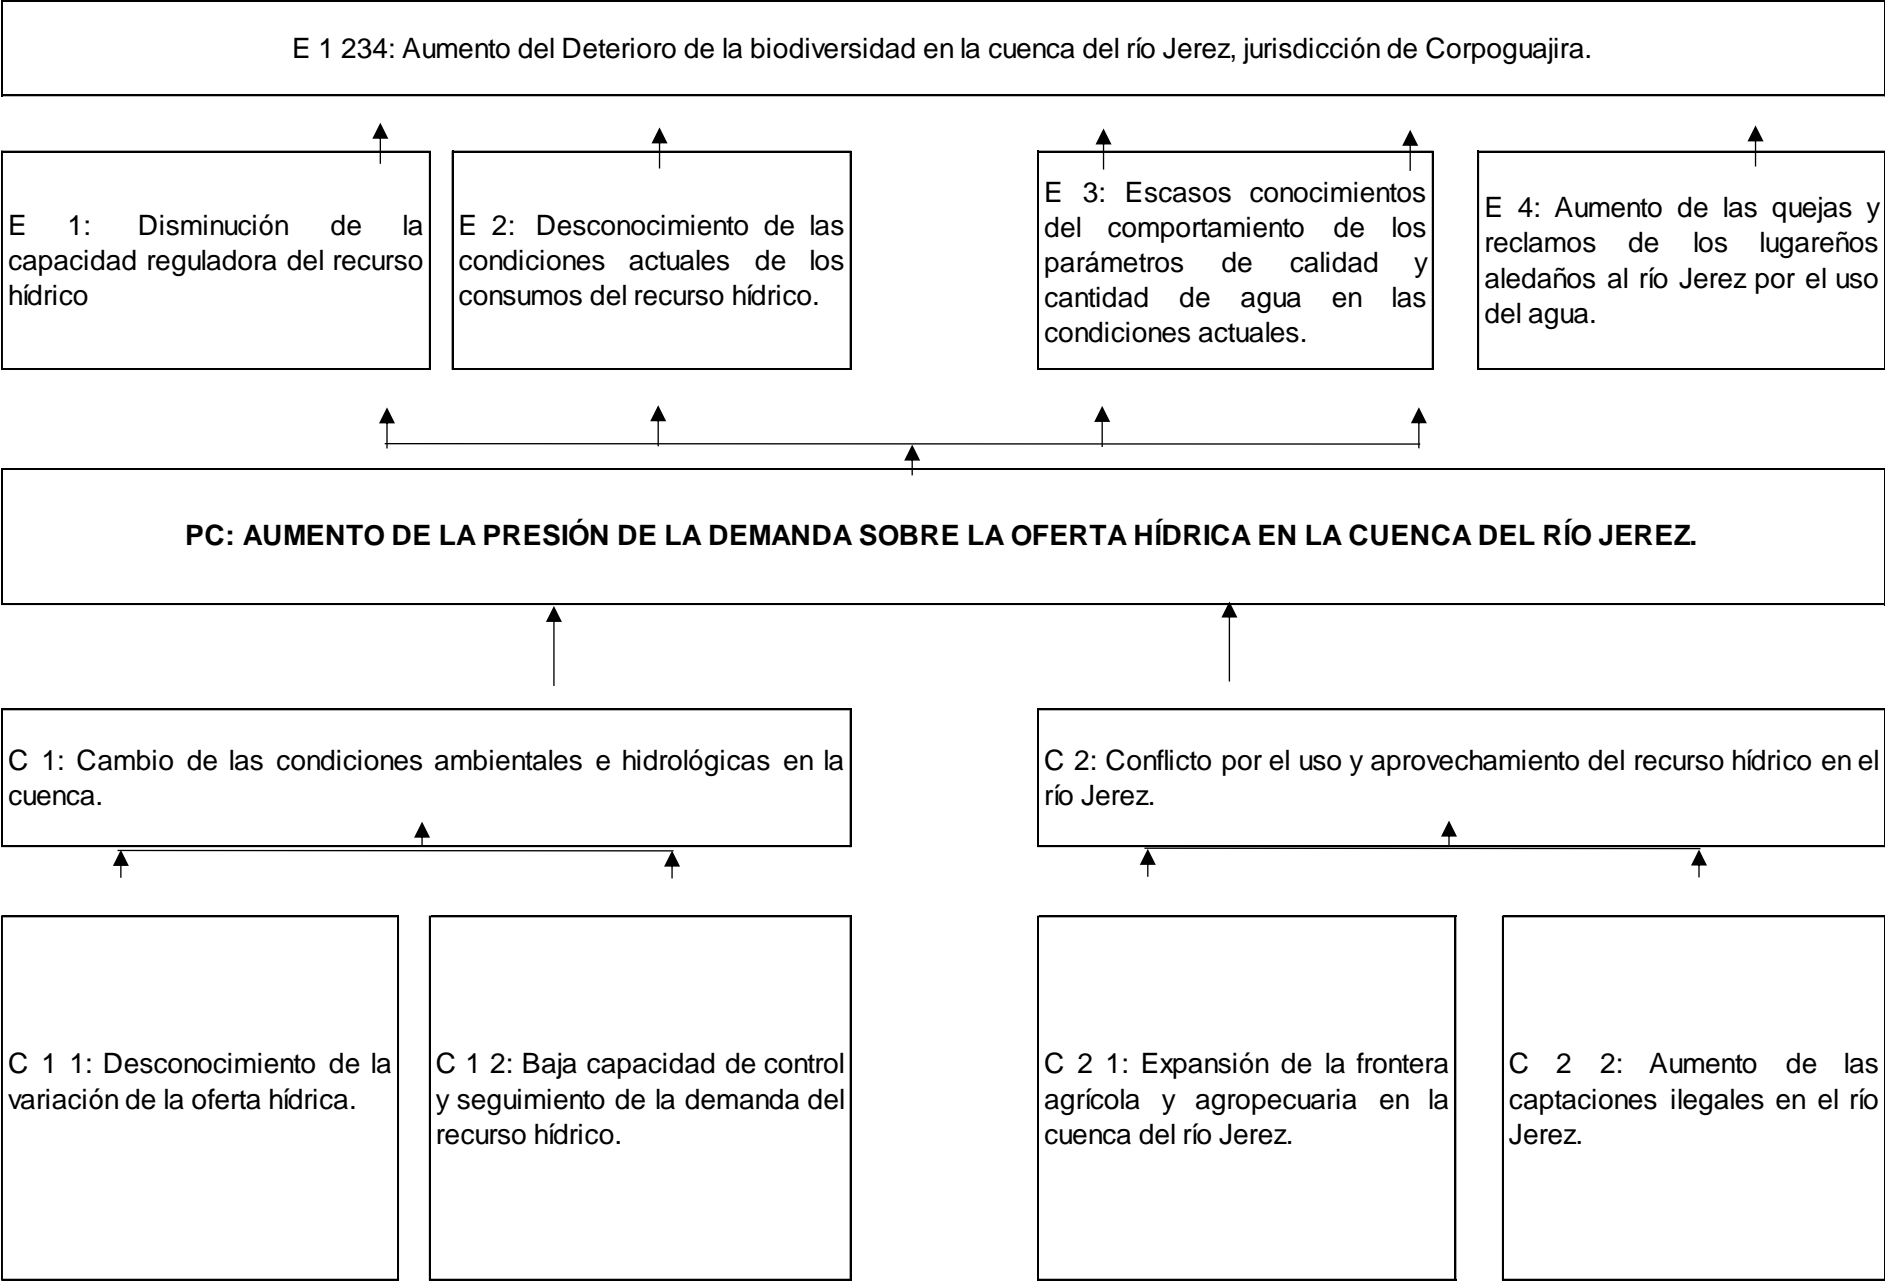 E 1 234: Aumento del Deterioro de la biodiversidad en la cuenca del río Jerez, jurisdicción de Corpoguajira.
E 1: Disminución de la
capacidad reguladora del recurso
hídrico
E 2: Desconocimiento de las
condiciones actuales de los
consumos del recurso hídrico.
E 3: Escasos conocimientos
del comportamiento de los
parámetros de calidad y
cantidad de agua en las
condiciones actuales.
E 4: Aumento de las quejas y
reclamos de los lugareños
aledaños al río Jerez por el uso
del agua.
PC: AUMENTO DE LA PRESIÓN DE LA DEMANDA SOBRE LA OFERTA HÍDRICA EN LA CUENCA DEL RÍO JEREZ.
C 1: Cambio de las condiciones ambientales e hidrológicas en la
cuenca.
C 2: Conflicto por el uso y aprovechamiento del recurso hídrico en el
río Jerez.
C 1 1: Desconocimiento de la
variación de la oferta hídrica.
C 1 2: Baja capacidad de control
y seguimiento de la demanda del
recurso hídrico.
C 2 1: Expansión de la frontera
agrícola y agropecuaria en la
cuenca del río Jerez.
C 2 2: Aumento de las
captaciones ilegales en el río
Jerez.